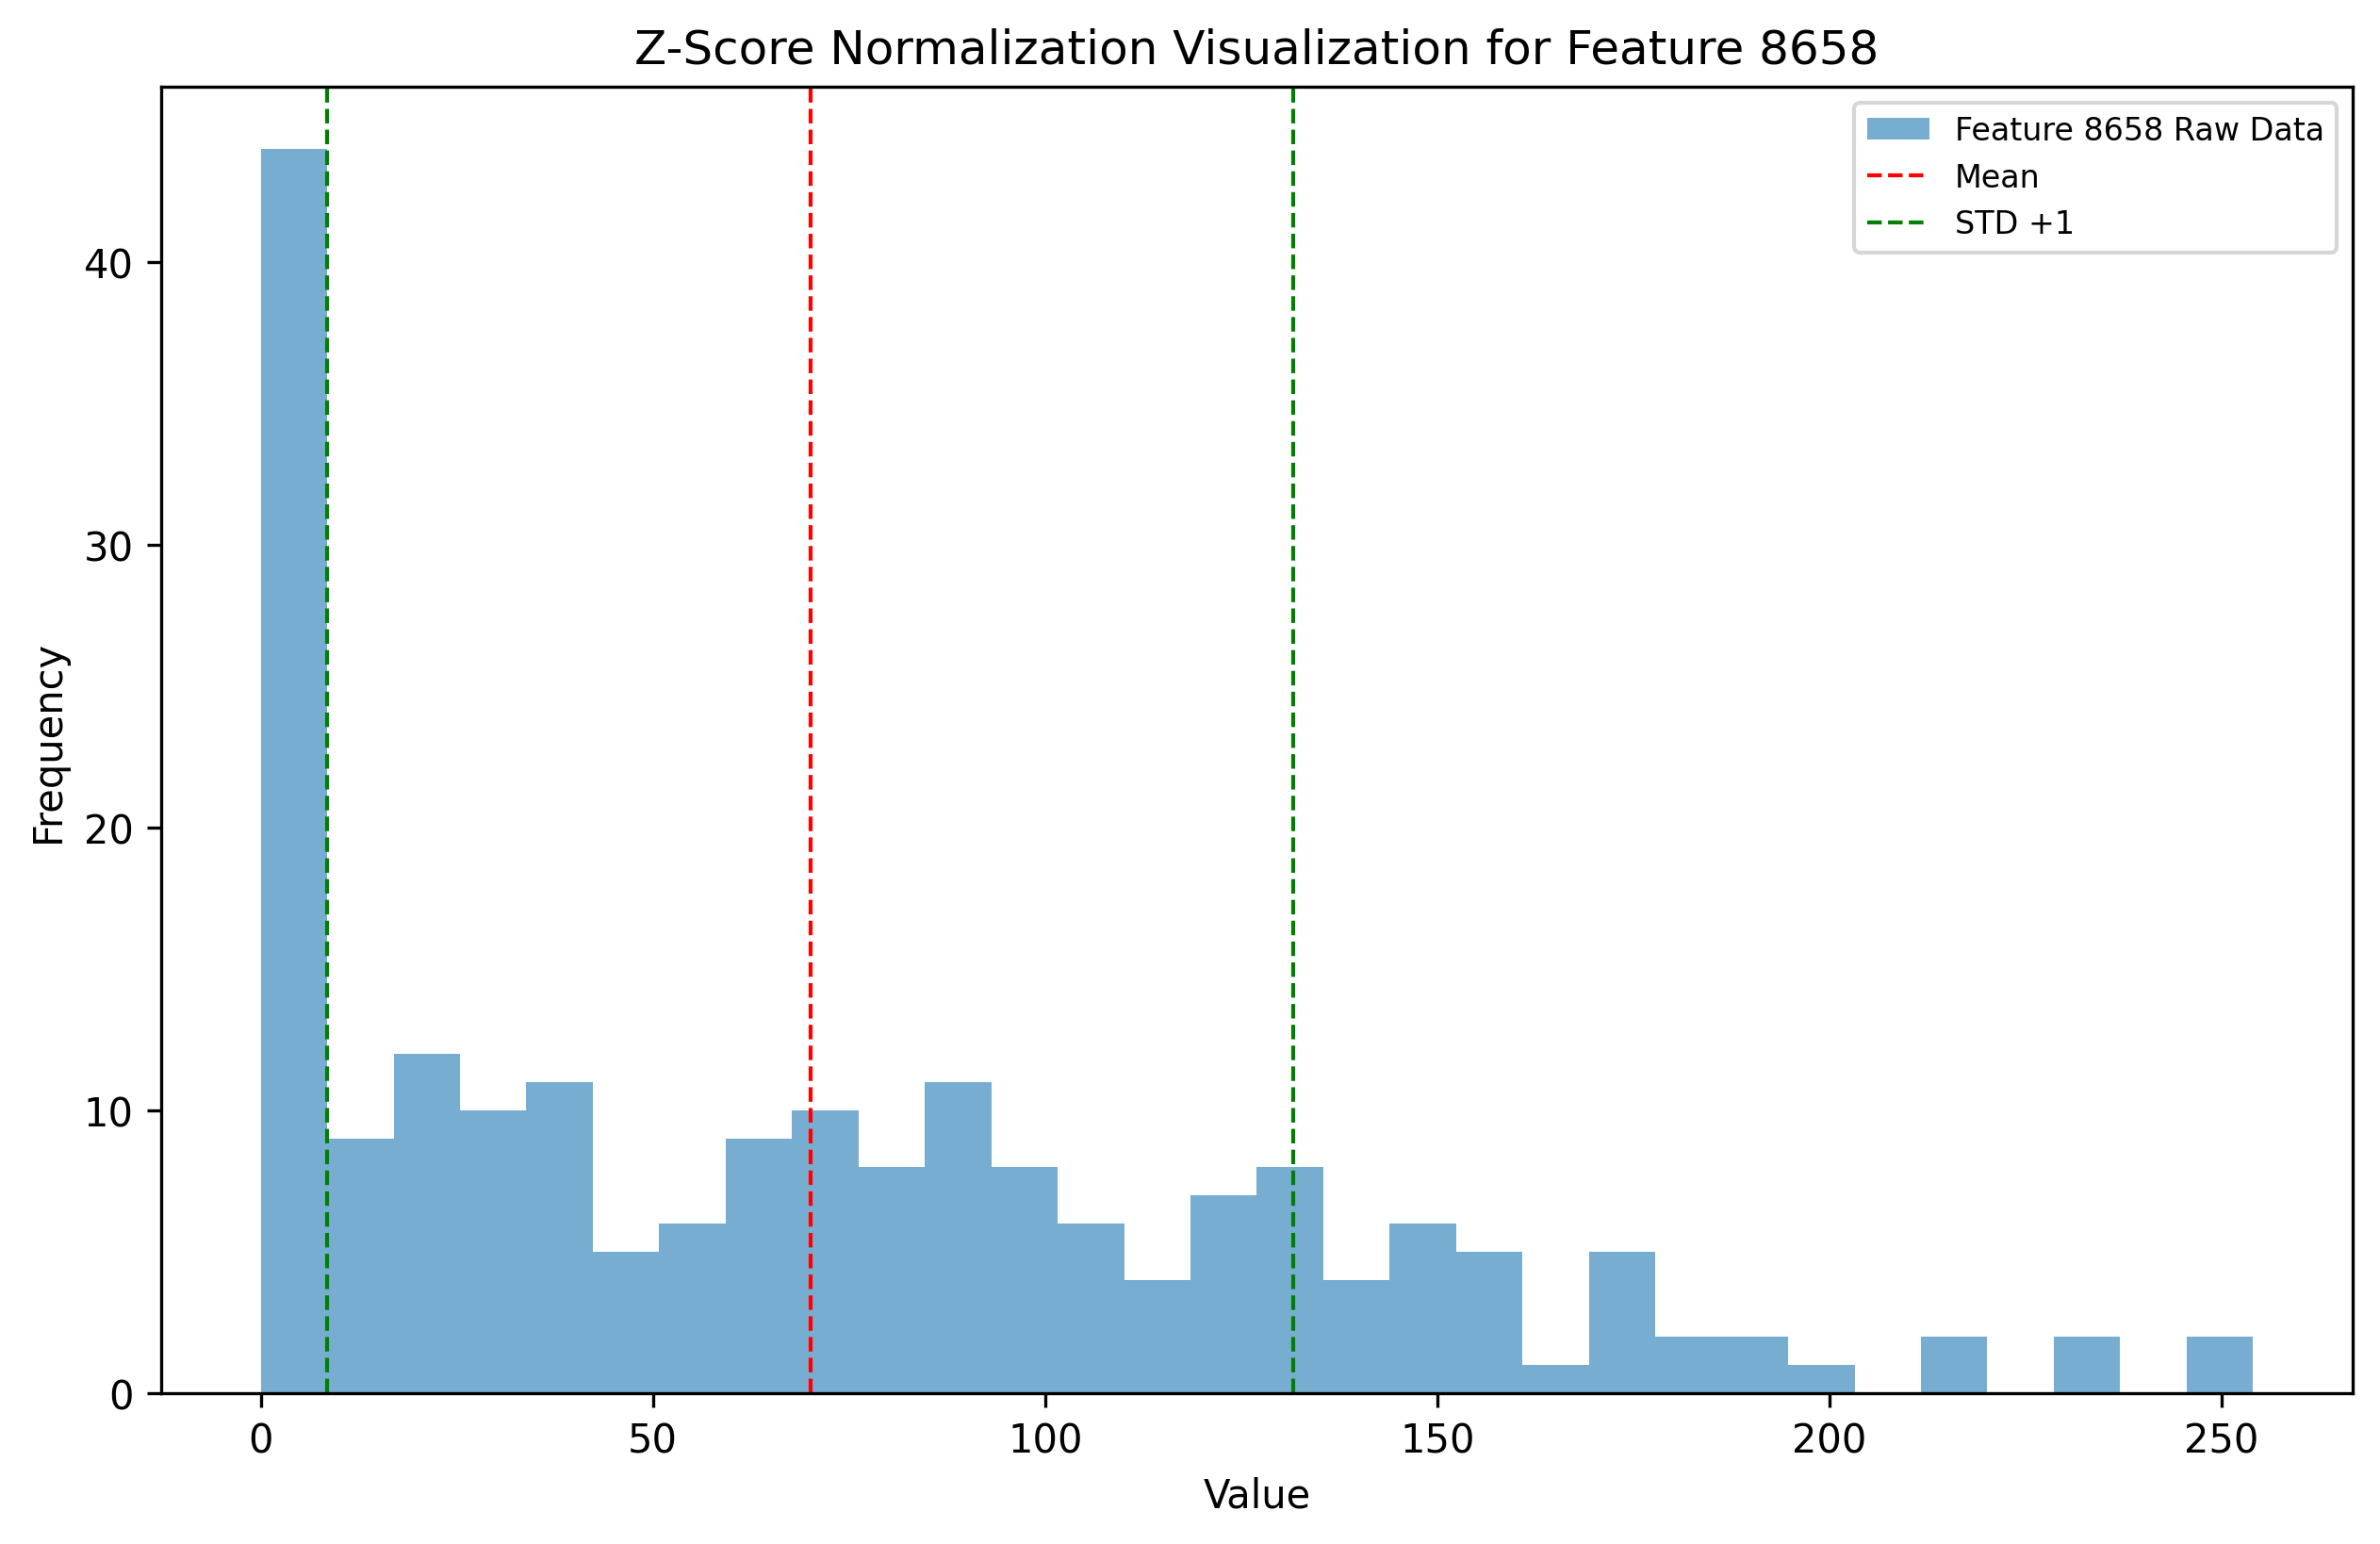 Z-Score Normalization Visualization for Feature 8658
Feature 8658 Raw Data
Mean
STD +1
Frequency
40
30
20
10
0
0 50 100 150 200 250
Value